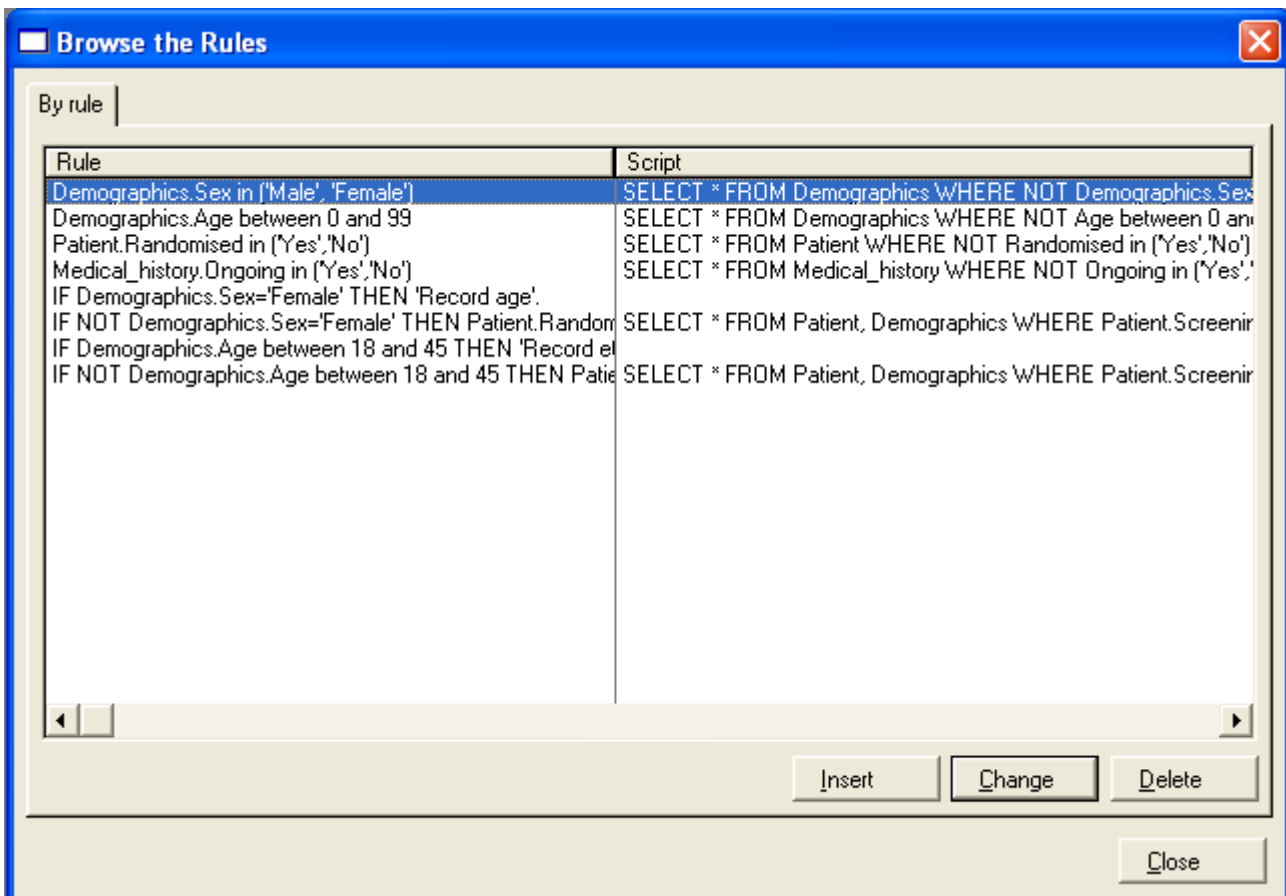 Browse the Rules
By rule
Rule Script
Demographics.Sex in ('Male', 'Female') SELECT * FROM Demographics WHERE NOT Demographics.Sex
Demographics.Age between 0 and 99 SELECT * FROM Demographics WHERE NOT Age between 0 an
Patient.Randomised in ('Yes','No') SELECT * FROM Patient WHERE NOT Randomised in ('Yes','No')
Medical_history.Ongoing in ('Yes','No') SELECT * FROM Medical_history WHERE NOT Ongoing in ('Yes','
IF Demographics.Sex='Female' THEN 'Record age'.
IF NOT Demographics.Sex='Female' THEN Patient.Random SELECT * FROM Patient, Demographics WHERE Patient.Screenin
IF Demographics.Age between 18 and 45 THEN 'Record et
IF NOT Demographics.Age between 18 and 45 THEN Patie SELECT * FROM Patient, Demographics WHERE Patient.Screenin
Insert Change Delete
Close